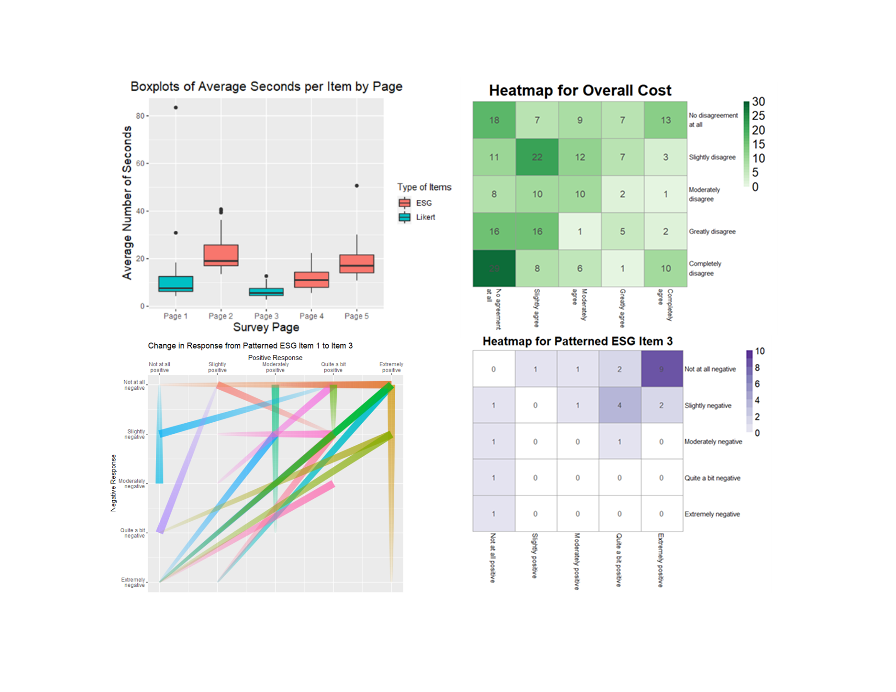 Boxplots of Average Seconds per Item by Page
Average Number of Seconds
80
60
40
20
0
Page 1 Page 2 Page 3 Page 4 Page 5
Survey Page
Type of Items
ESG
Likert
Heatmap for Overall Cost
18 7 9 7 13
No disagreement
at all
11 22 12 7 3
Slightly disagree
8 10 10 2 1
Moderately
disagree
16 16 1 5 2
Greatly disagree
8 6 1 10
Completely
disagree
No agreement
at all
Slightly agree
Moderately
agree
Greatly agree
Completely
agree
30
25
20
15
10
5
0
Change in Response from Patterned ESG Item 1 to Item 3
Positive Response
Not at all
positive
Slightly
positive
Moderately
positive
Quite a bit
positive
Extremely
positive
Negative Response
Not at all
negative
Slightly
negative
Moderately
negative
Quite a bit
negative
Extremely
negative
Heatmap for Patterned ESG Item 3
0 1 1 2
Not at all negative
1 0 1 4 2
Slightly negative
1 0 0 1 0
Moderately negative
1 0 0 0 0
Quite a bit negative
1 0 0 0 0
Extremely negative
Not at all positive
Slightly positive
Moderately positive
Quite a bit positive
Extremely positive
10
8
6
4
2
0